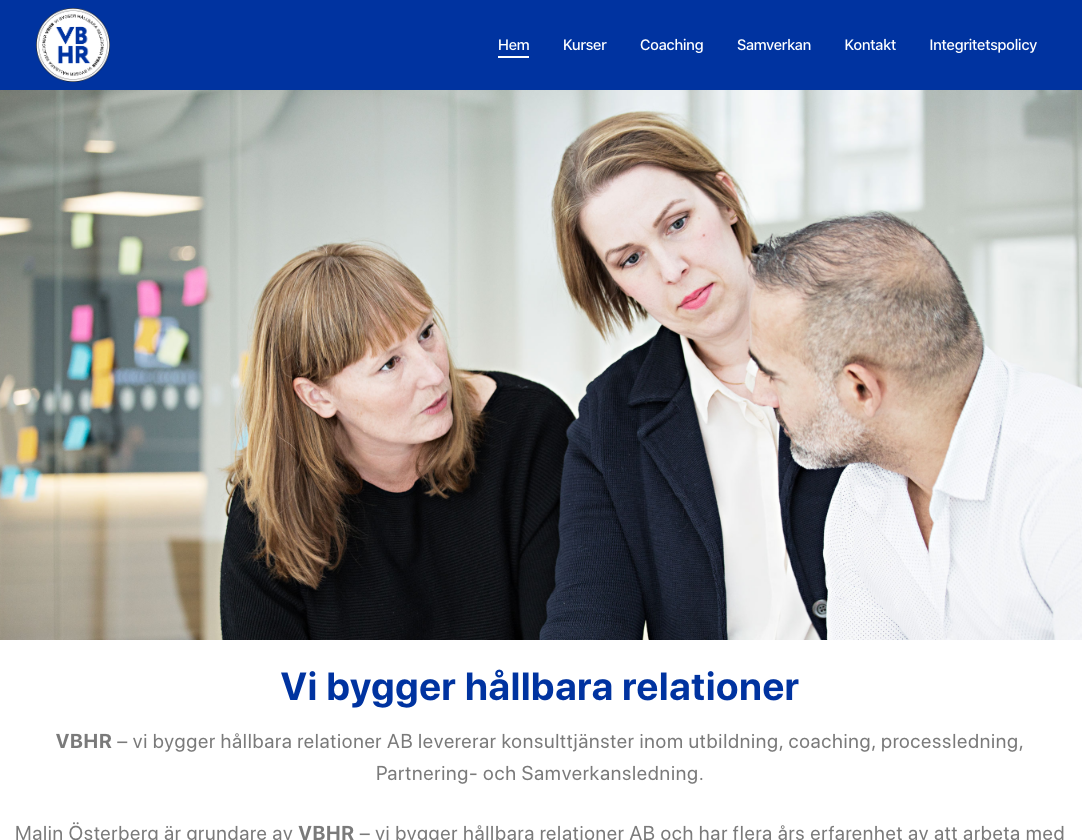 VB
HR
Hem
Kurser
Coaching
Samverkan
Kontakt
Integritetspolicy
Vi bygger hållbara relationer
VBHR – vi bygger hållbara relationer AB levererar konsulttjänster inom utbildning, coaching, processledning,
Partnering- och Samverkansledning.
Malin Österberg är grundare av VBHR – vi bygger hållbara relationer AB och har flera års erfarenhet av att arbeta med